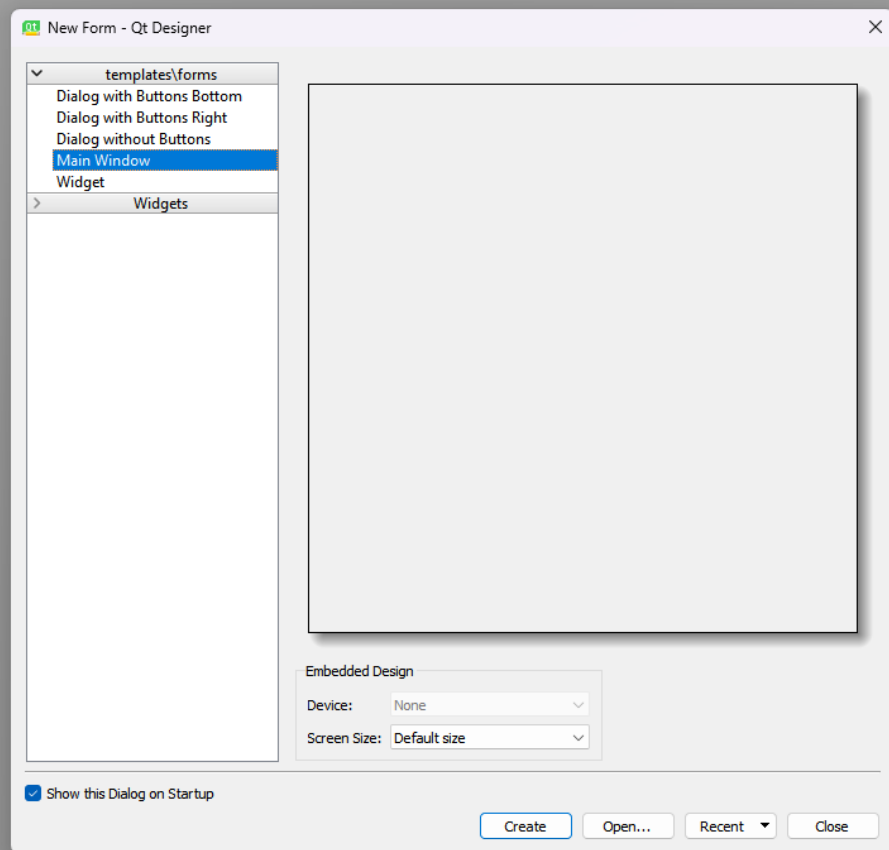 Qt New Form - Qt Designer
templates\forms
Dialog with Buttons Bottom
Dialog with Buttons Right
Dialog without Buttons
Main Window
Widget
Widgets
Embedded Design
Device: None
Screen Size: Default size
Show this Dialog on Startup
Create Open... Recent Close